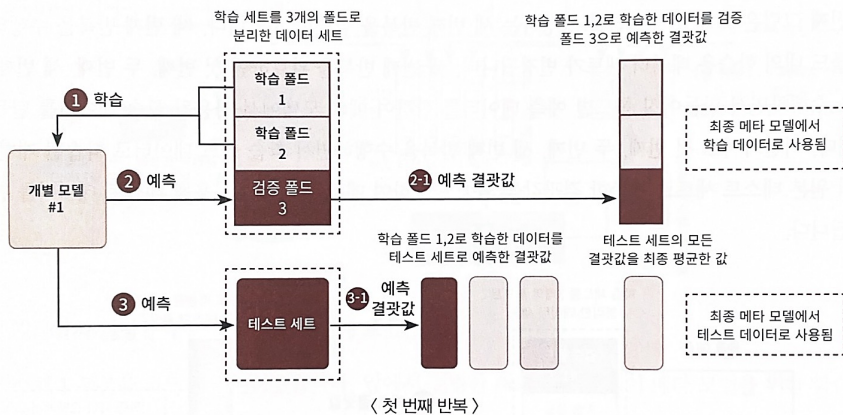 학습 세트를 3개의 폴드로
분리한 데이터 세트
학습 폴드 1,2로 학습한 데이터를 검증
폴드 3으로 예측한 결괏값
1 학습
학습 폴드
1
학습 폴드
2
최종 메타 모델에서
학습 데이터로 사용됨
개별 모델
#1
2 예측
검증 폴드
3
2-1 예측 결괏값
학습 폴드 1,2로 학습한 데이터를
테스트 세트로 예측한 결괏값
테스트 세트의 모든
결괏값을 최종 평균한 값
3 예측
테스트 세트
3-1 예측
결괏값
최종 메타 모델에서
테스트 데이터로 사용됨
〈 첫 번째 반복 〉